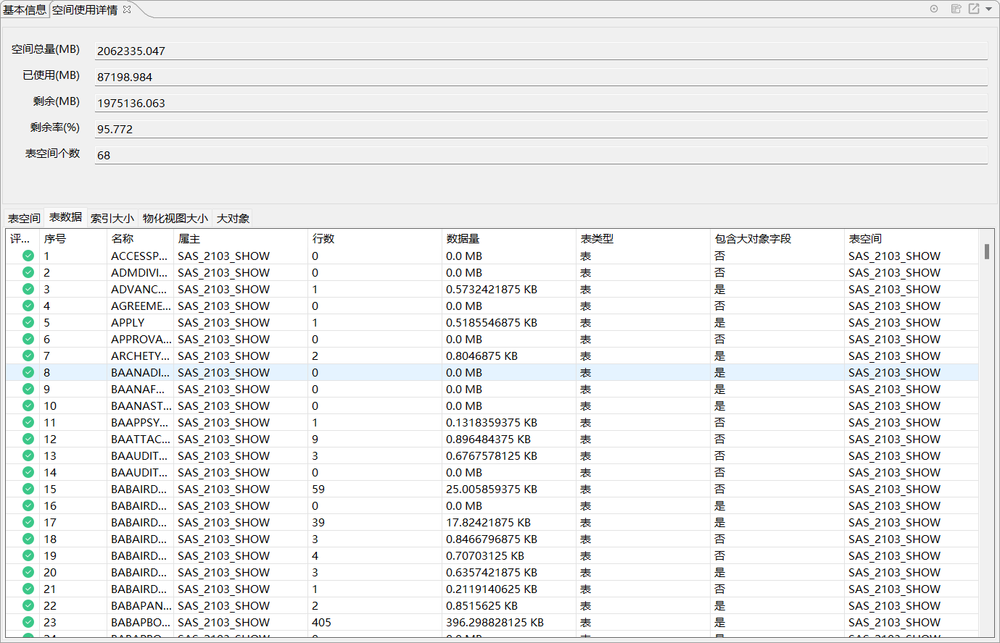 基本信息 空间使用详情
空间总量(MB) 2062335.047
已使用(MB) 87198.984
剩余(MB) 1975136.063
剩余率(%) 95.772
表空间个数 68
表空间 表数据 索引大小 物化视图大小 大对象
评... 序号 名称 属主 行数 数据量 表类型 包含大对象字段 表空间
1 ACCESSP... SAS_2103_SHOW 0 0.0 MB 表 否 SAS_2103_SHOW
2 ADMDIVI... SAS_2103_SHOW 0 0.0 MB 表 否 SAS_2103_SHOW
3 ADVANC... SAS_2103_SHOW 1 0.5732421875 KB 表 是 SAS_2103_SHOW
4 AGREEME... SAS_2103_SHOW 0 0.0 MB 表 否 SAS_2103_SHOW
5 APPLY SAS_2103_SHOW 1 0.5185546875 KB 表 是 SAS_2103_SHOW
6 APPROVA... SAS_2103_SHOW 0 0.0 MB 表 否 SAS_2103_SHOW
7 ARCHETY... SAS_2103_SHOW 2 0.8046875 KB 表 是 SAS_2103_SHOW
8 BAANADI... SAS_2103_SHOW 0 0.0 MB 表 是 SAS_2103_SHOW
9 BAANAF... SAS_2103_SHOW 0 0.0 MB 表 是 SAS_2103_SHOW
10 BAANAST... SAS_2103_SHOW 0 0.0 MB 表 是 SAS_2103_SHOW
11 BAAPPSY... SAS_2103_SHOW 1 0.1318359375 KB 表 否 SAS_2103_SHOW
12 BAATTAC... SAS_2103_SHOW 9 0.896484375 KB 表 否 SAS_2103_SHOW
13 BAAUDIT... SAS_2103_SHOW 3 0.6767578125 KB 表 否 SAS_2103_SHOW
14 BAAUDIT... SAS_2103_SHOW 0 0.0 MB 表 否 SAS_2103_SHOW
15 BABAIRD... SAS_2103_SHOW 59 25.005859375 KB 表 否 SAS_2103_SHOW
16 BABAIRD... SAS_2103_SHOW 0 0.0 MB 表 是 SAS_2103_SHOW
17 BABAIRD... SAS_2103_SHOW 39 17.82421875 KB 表 是 SAS_2103_SHOW
18 BABAIRD... SAS_2103_SHOW 3 0.8466796875 KB 表 否 SAS_2103_SHOW
19 BABAIRD... SAS_2103_SHOW 4 0.70703125 KB 表 否 SAS_2103_SHOW
20 BABAIRD... SAS_2103_SHOW 3 0.6357421875 KB 表 是 SAS_2103_SHOW
21 BABAIRD... SAS_2103_SHOW 1 0.2119140625 KB 表 否 SAS_2103_SHOW
22 BABAPAN... SAS_2103_SHOW 2 0.8515625 KB 表 是 SAS_2103_SHOW
23 BABAPBO... SAS_2103_SHOW 405 396.298828125 KB 表 是 SAS_2103_SHOW